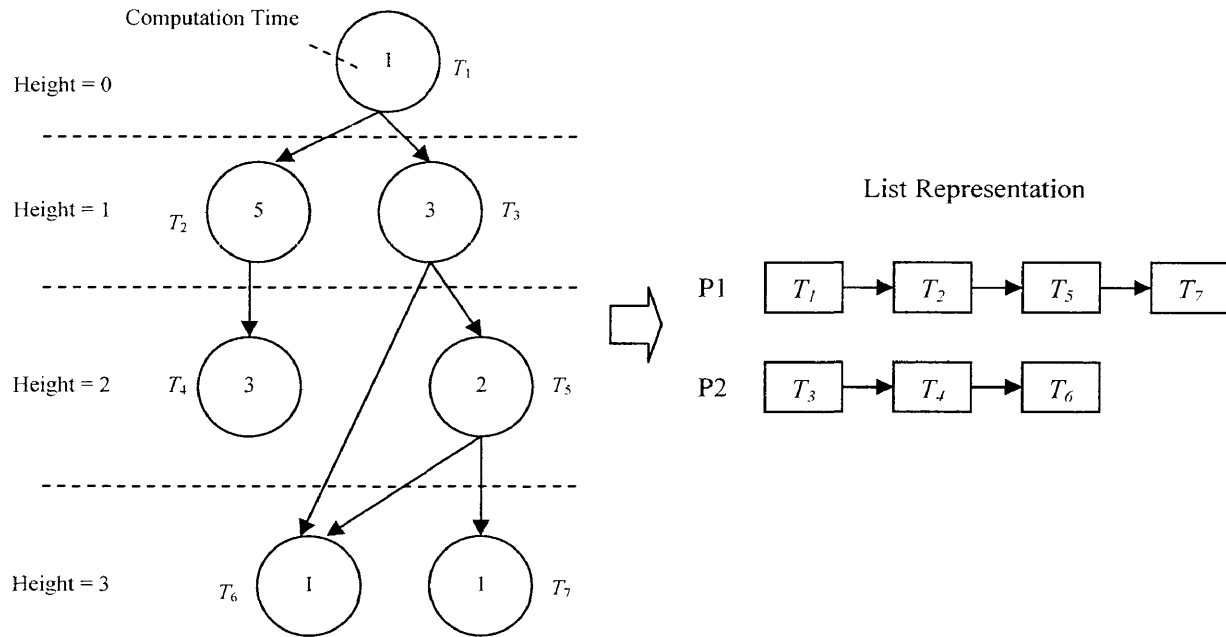 Computation Time
1
T1
Height = 0
List Representation
Height = 1
T2
5
3
T3
P1
T1
T2
T5
T7
Height = 2
T4
3
2
T5
P2
T3
T4
T6
Height = 3
T6
1
1
T7